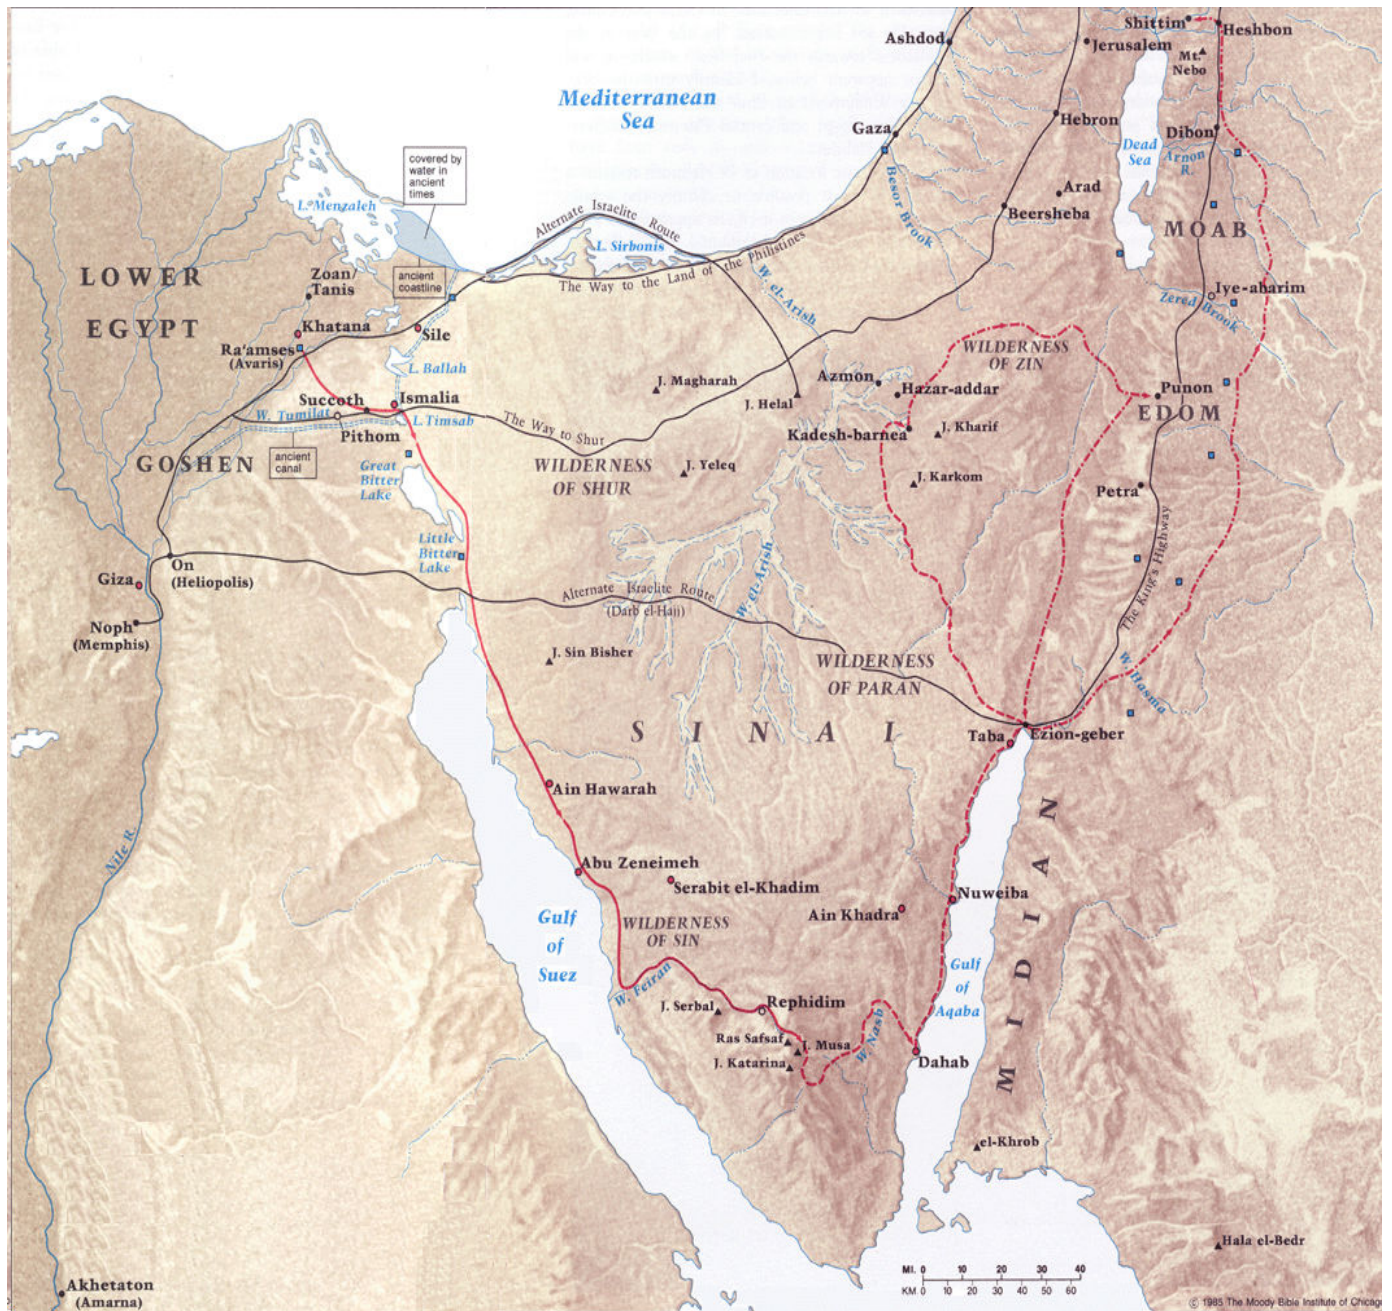 Shittim
Heshbon
Ashdod
Jerusalem
Mt.
Nebo
Mediterranean
Sea
Gaza
Hebron
Dibon
Dead
Sea
Arnon
R.
covered by
water in
ancient
times
L. Menzaleh
Besor Brook
Arad
Beersheba
MOAB
Alternate Israelite Route
L. Sirbonis
The Way to the Land of the Philistines
W. el-Arish
LOWER
EGYPT
Zoan/
Tanis
ancient
coastline
Iye-abarim
Zered Brook
Khatana
Sile
Ra'amses
(Avaris)
L. Ballah
WILDERNESS
OF ZIN
J. Magharah
Azmon
Hazar-addar
Punon
EDOM
J. Helal
Succoth
Ismalia
W. Tumilat
L. Timsah
Pithom
The Way to Shur
Kadesh-barnea
J. Kharif
GOSHEN
ancient
canal
Great
Bitter
Lake
WILDERNESS
OF SHUR
J. Yeleq
J. Karkom
Petra
Little
Bitter
Lake
W. el-Arish
The King's Highway
On
(Heliopolis)
Giza
Alternate Israelite Route
(Darb el-Hajj)
Noph
(Memphis)
J. Sin Bisher
WILDERNESS
OF PARAN
W. Hasma
SINAI
Taba
Ezion-geber
Ain Hawarah
Nile R.
MIDIAN
Abu Zeneimeh
Serabit el-Khadim
Nuweiba
Ain Khadra
Gulf
of
Suez
WILDERNESS
OF SIN
Gulf
of
Aqaba
W. Feiran
J. Serbal
Rephidim
Ras Safsaf
J. Musa
W. Nasb
J. Katarina
Dahab
el-Khrob
Hala el-Bedr
MI. 0 10 20 30 40
KM. 0 10 20 30 40 50 60
Akhetaton
(Amarna)
© 1985 The Moody Bible Institute of Chicago